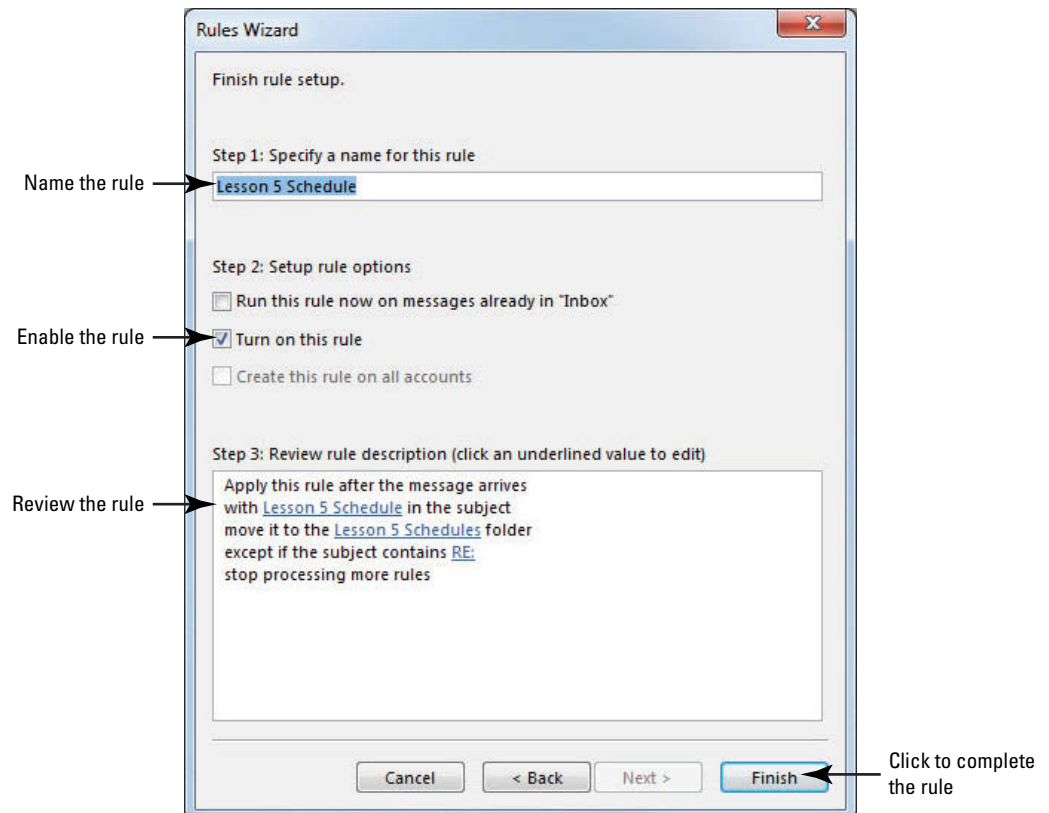 Rules Wizard
X
Finish rule setup.
Step 1: Specify a name for this rule
Name the rule
Lesson 5 Schedule
Step 2: Setup rule options
Run this rule now on messages already in "Inbox"
Enable the rule
Turn on this rule
Create this rule on all accounts
Step 3: Review rule description (click an underlined value to edit)
Apply this rule after the message arrives
Review the rule
with Lesson 5 Schedule in the subject
move it to the Lesson 5 Schedules folder
except if the subject contains RE:
stop processing more rules
Cancel
< Back
Next >
Finish
Click to complete
the rule